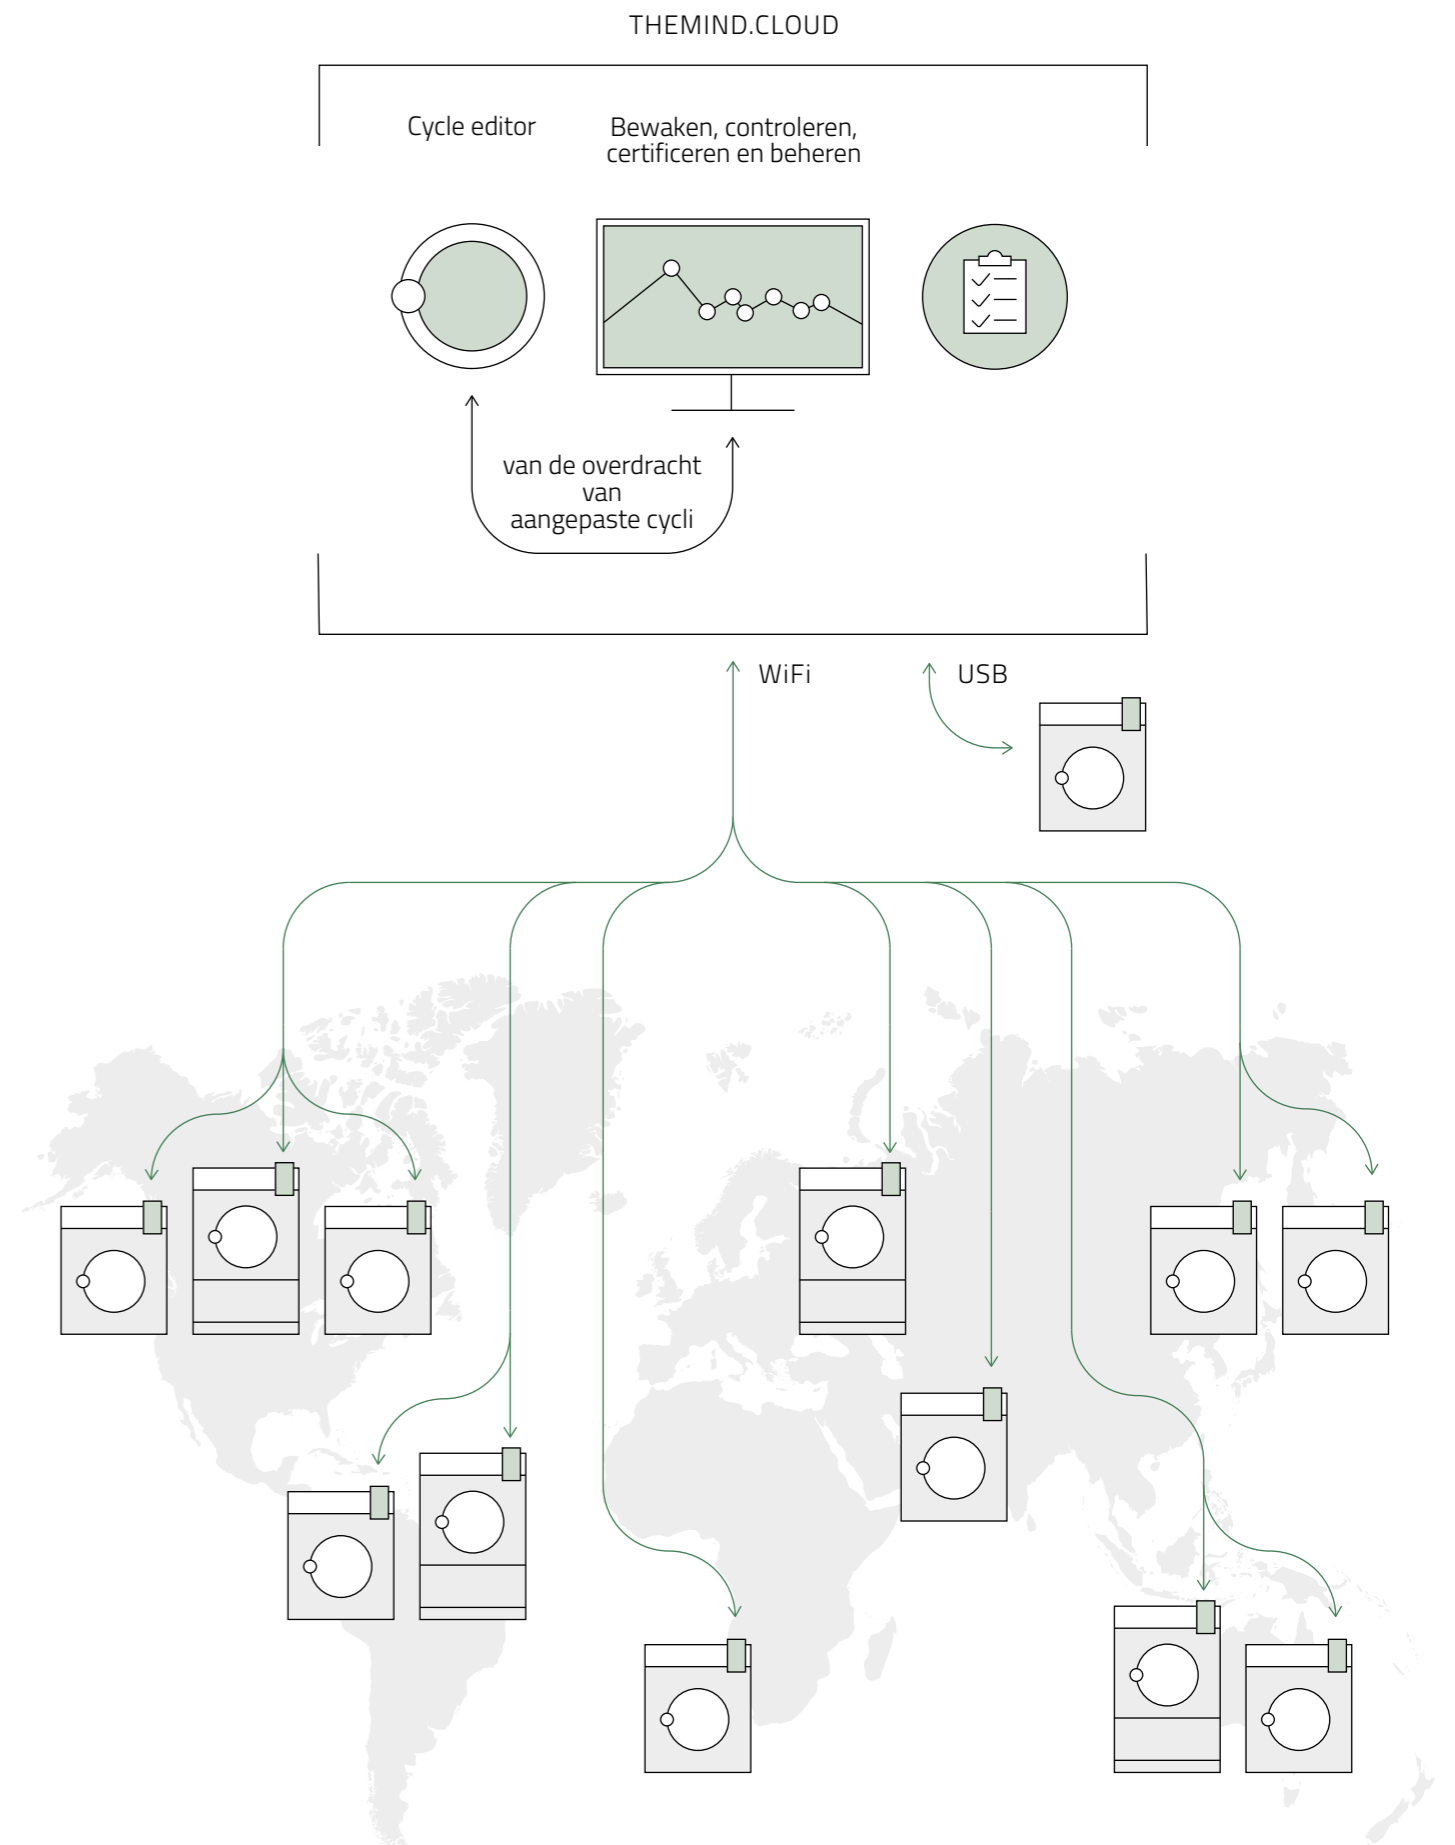 THEMIND.CLOUD
Cycle editor
Bewaken, controleren,
certificeren en beheren
van de overdracht
van
aangepaste cycli
WiFi
USB